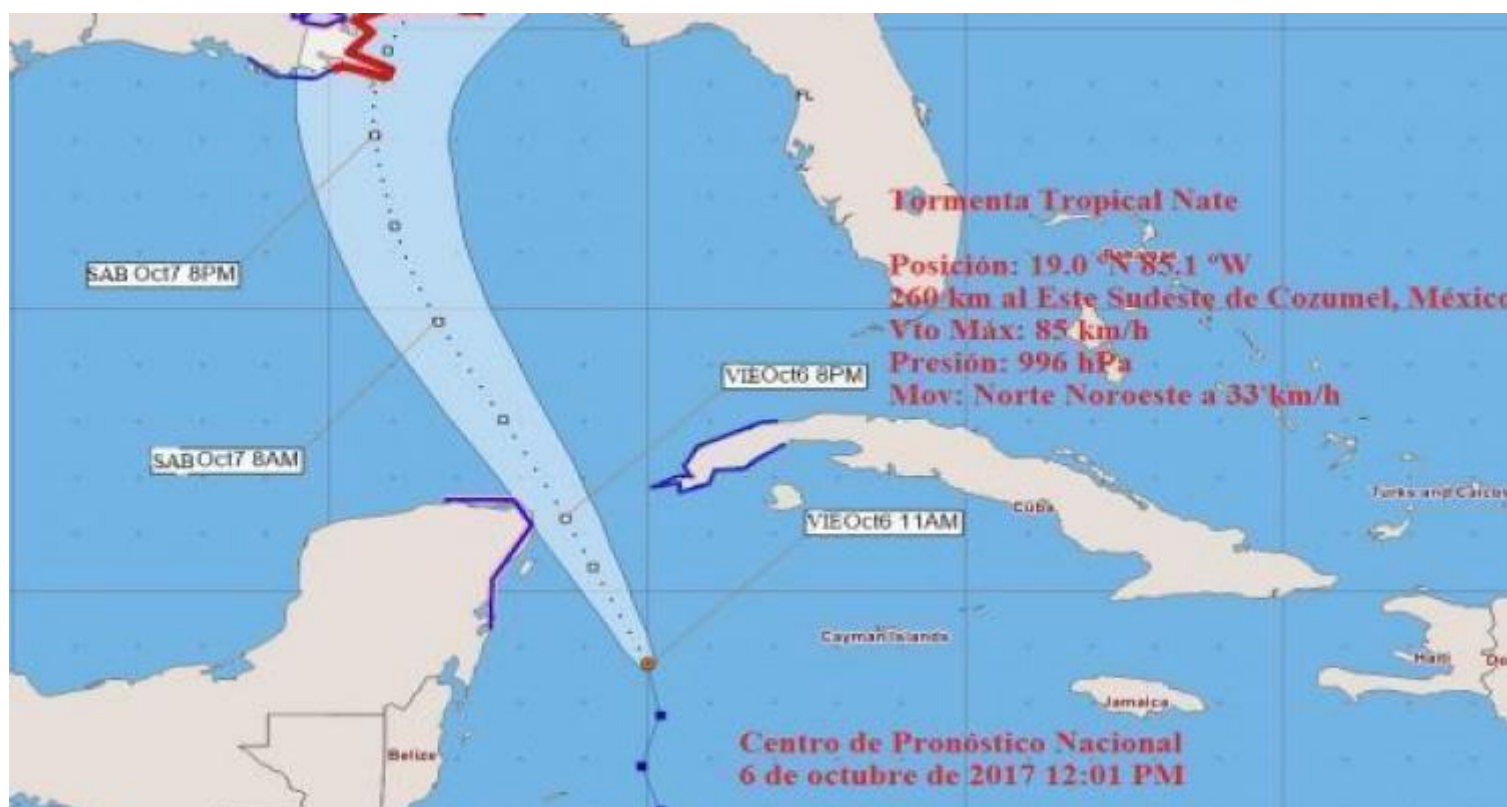 FL
Tormenta Tropical Nate
SAB Oct7 8PM
Posición: 19.0 ºN 85.1 ºW
260 km al Este Sudeste de Cozumel, México
Vto Máx: 85 km/h
Presión: 996 hPa
Mov: Norte Noroeste a 33 km/h
VIEOct6 8PM
SAB Oct7 8AM
Turks and Caicos
Cuba
VIEOct6 11AM
Cayman Islands
Haiti
Jamaica
Belize
Centro de Pronóstico Nacional
6 de octubre de 2017 12:01 PM